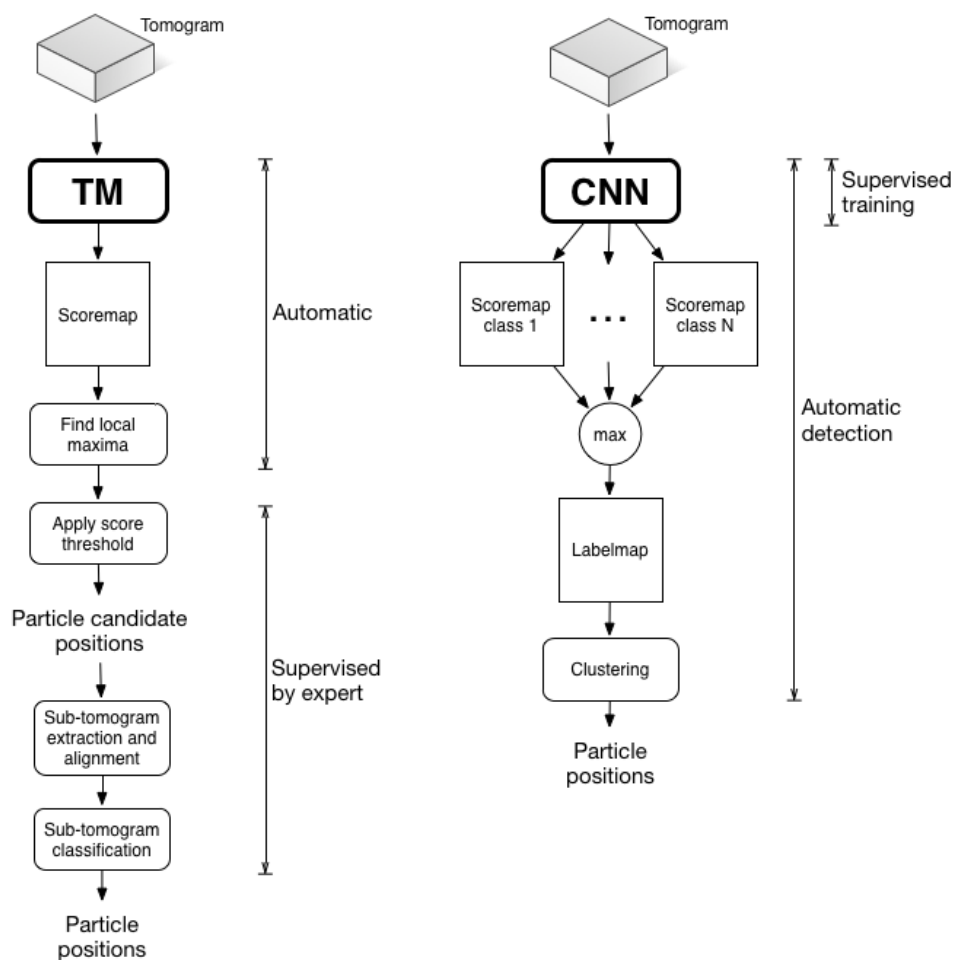 Tomogram
TM
Scoremap
Find local
maxima
Apply score
threshold
Particle candidate
positions
Sub-tomogram
extraction and
alignment
Sub-tomogram
classification
Particle
positions
Automatic
Supervised
by expert
Tomogram
CNN
Scoremap
class 1
...
Scoremap
class N
max
Labelmap
Clustering
Particle
positions
Supervised
training
Automatic
detection